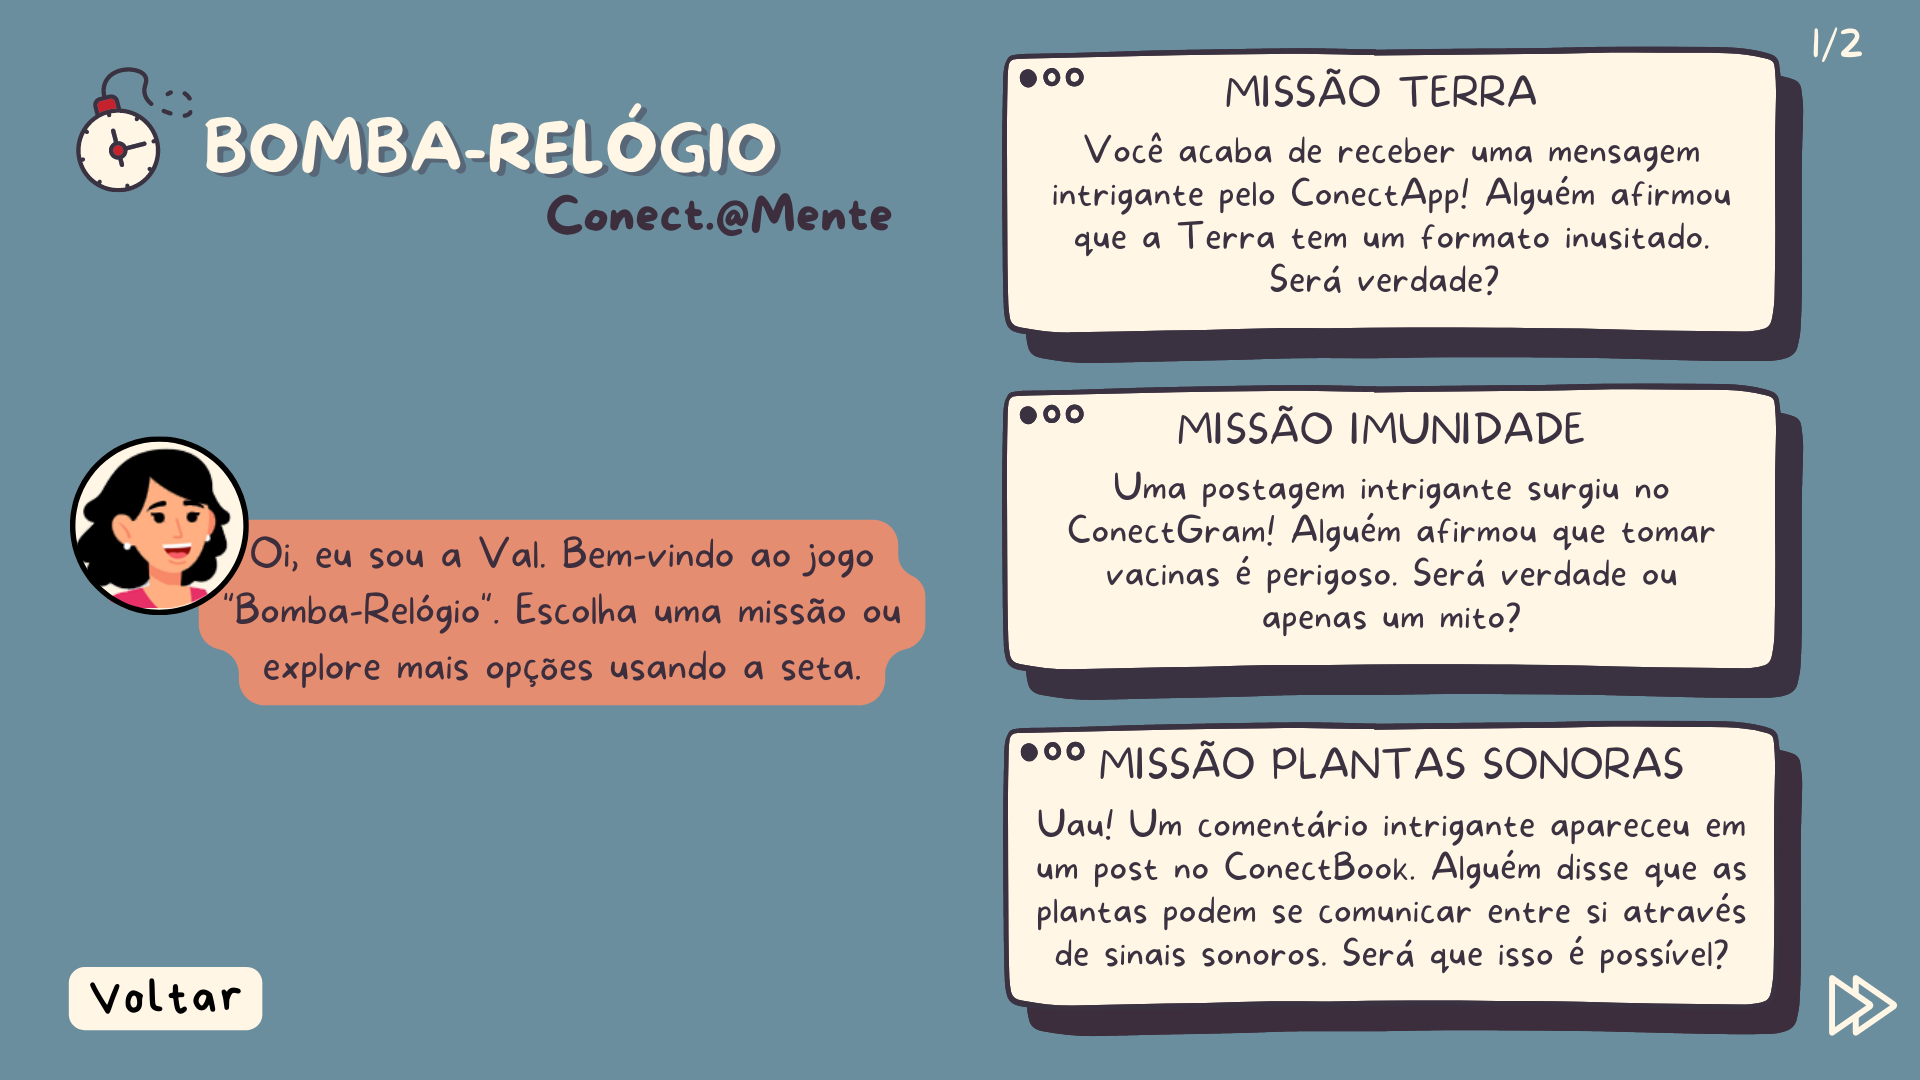 1/2
BOMBA-RELÓGIO
Conect.@Mente
Oi, eu sou a Val. Bem-vindo ao jogo
"Bomba-Relógio". Escolha uma missão ou
explore mais opções usando a seta.
MISSÃO TERRA
Você acaba de receber uma mensagem
intrigante pelo ConectApp! Alguém afirmou
que a Terra tem um formato inusitado.
Será verdade?
MISSÃO IMUNIDADE
Uma postagem intrigante surgiu no
ConectGram! Alguém afirmou que tomar
vacinas é perigoso. Será verdade ou
apenas um mito?
MISSÃO PLANTAS SONORAS
Uau! Um comentário intrigante apareceu em
um post no ConectBook. Alguém disse que as
plantas podem se comunicar entre si através
de sinais sonoros. Será que isso é possível?
Voltar